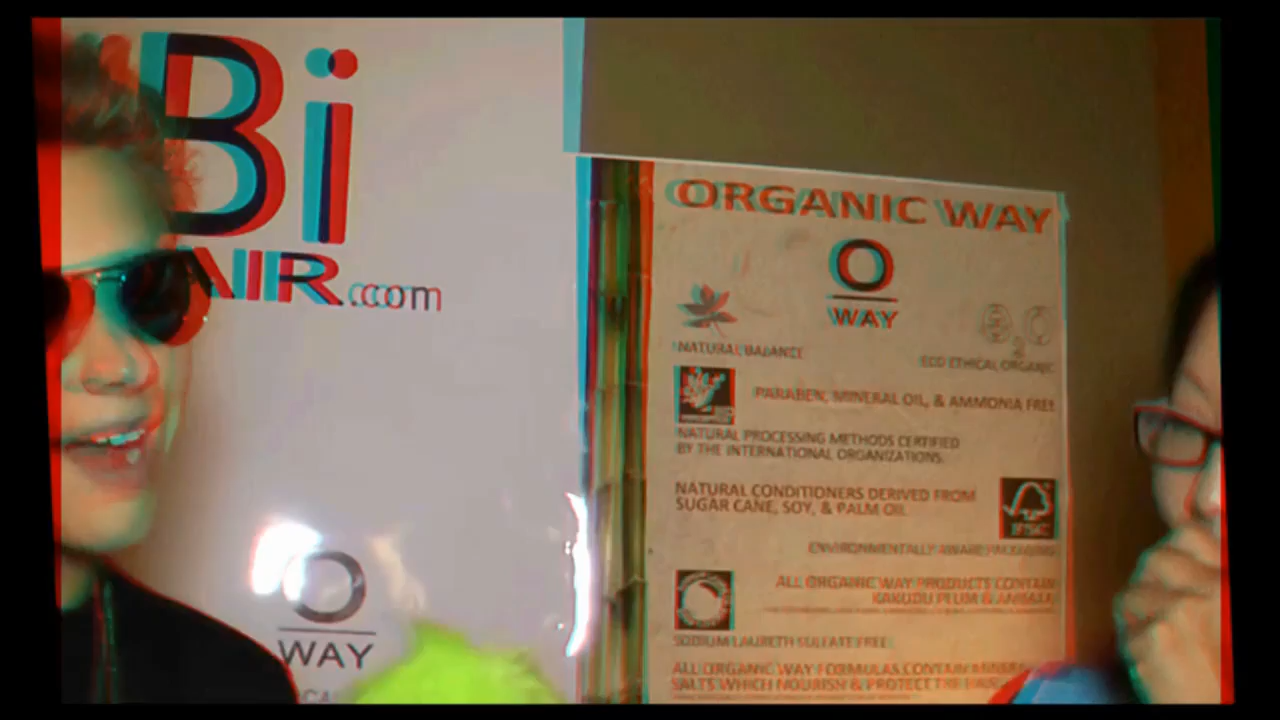 Bi
AIR.com
O
WAY
ORGANIC WAY
O
WAY
NATURAL BALANCE
ECO ETHICAL ORGANIC
PARABEN, MINERAL OIL, & AMMONIA FREE
NATURAL PROCESSING METHODS CERTIFIED
BY THE INTERNATIONAL ORGANIZATIONS.
NATURAL CONDITIONERS DERIVED FROM
SUGAR CANE, SOY, & PALM OIL
FSC
ENVIRONMENTALLY AWARE PACKAGING
ALL ORGANIC WAY PRODUCTS CONTAIN
KAKUDU PLUM &
SODIUM LAURETH SULFATE FREE
ALL ORGANIC WAY FORMULAS CONTAIN MINERAL
SALTS WHICH NOURISH & PROTECT THE HAIR